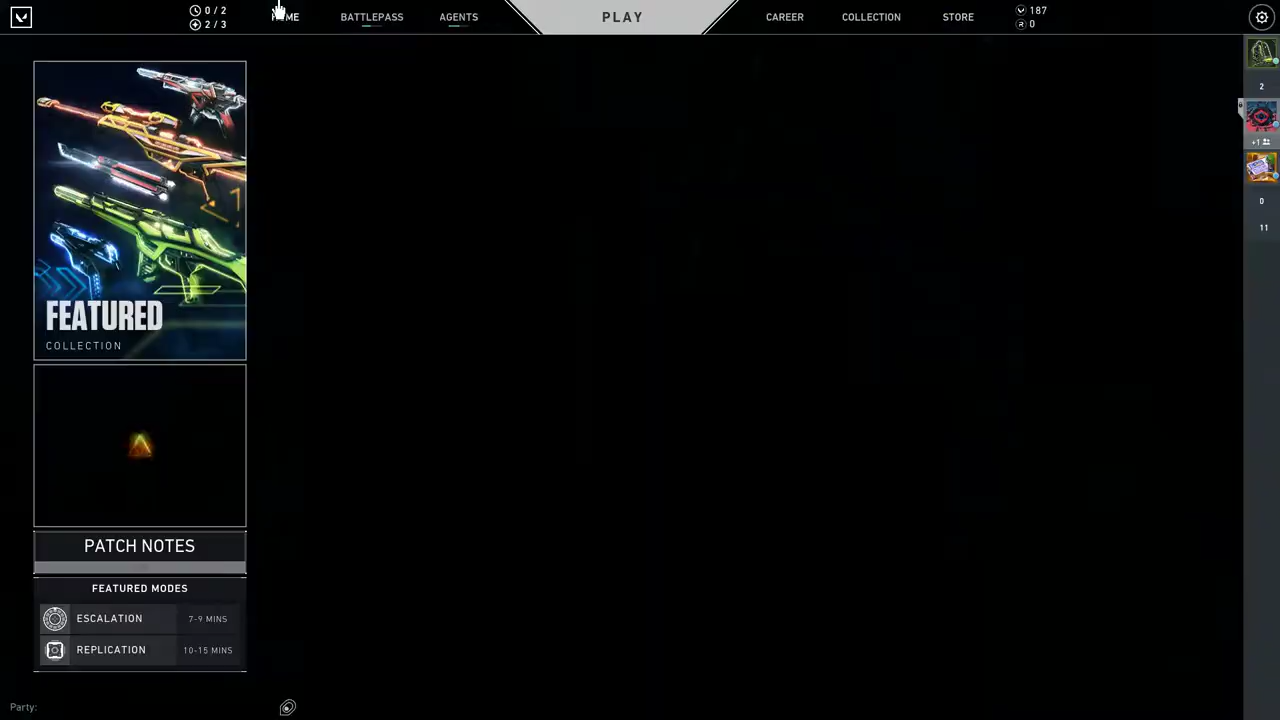 0 / 2
2 / 3
BATTLEPASS
AGENTS
PLAY
CAREER
COLLECTION
STORE
187
0
2
+1
0
11
FEATURED
COLLECTION
PATCH NOTES
FEATURED MODES
ESCALATION
7-9 MINS
REPLICATION
10-15 MINS
Party: